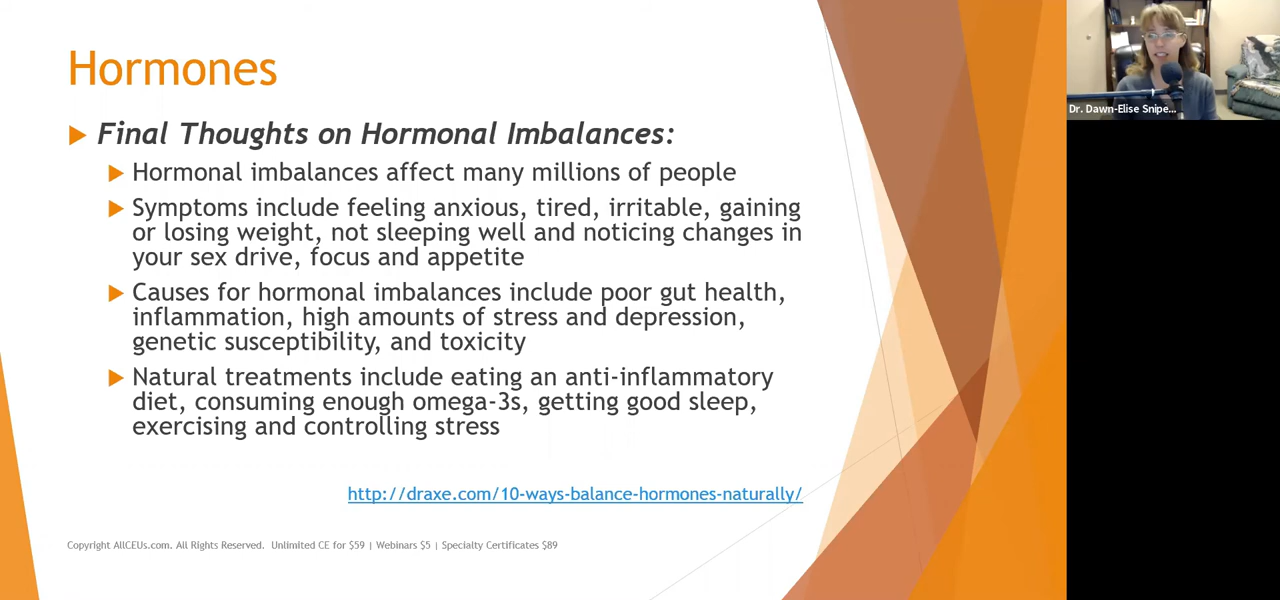 Hormones
Final Thoughts on Hormonal Imbalances:
Hormonal imbalances affect many millions of people
Symptoms include feeling anxious, tired, irritable, gaining
or losing weight, not sleeping well and noticing changes in
your sex drive, focus and appetite
Causes for hormonal imbalances include poor gut health,
inflammation, high amounts of stress and depression,
genetic susceptibility, and toxicity
Natural treatments include eating an anti-inflammatory
diet, consuming enough omega-3s, getting good sleep,
exercising and controlling stress
http://draxe.com/10-ways-balance-hormones-naturally/
Copyright AllCEUs.com. All Rights Reserved. Unlimited CE for $59 | Webinars $5 | Specialty Certificates $89
Dr. Dawn-Elise Snipe...